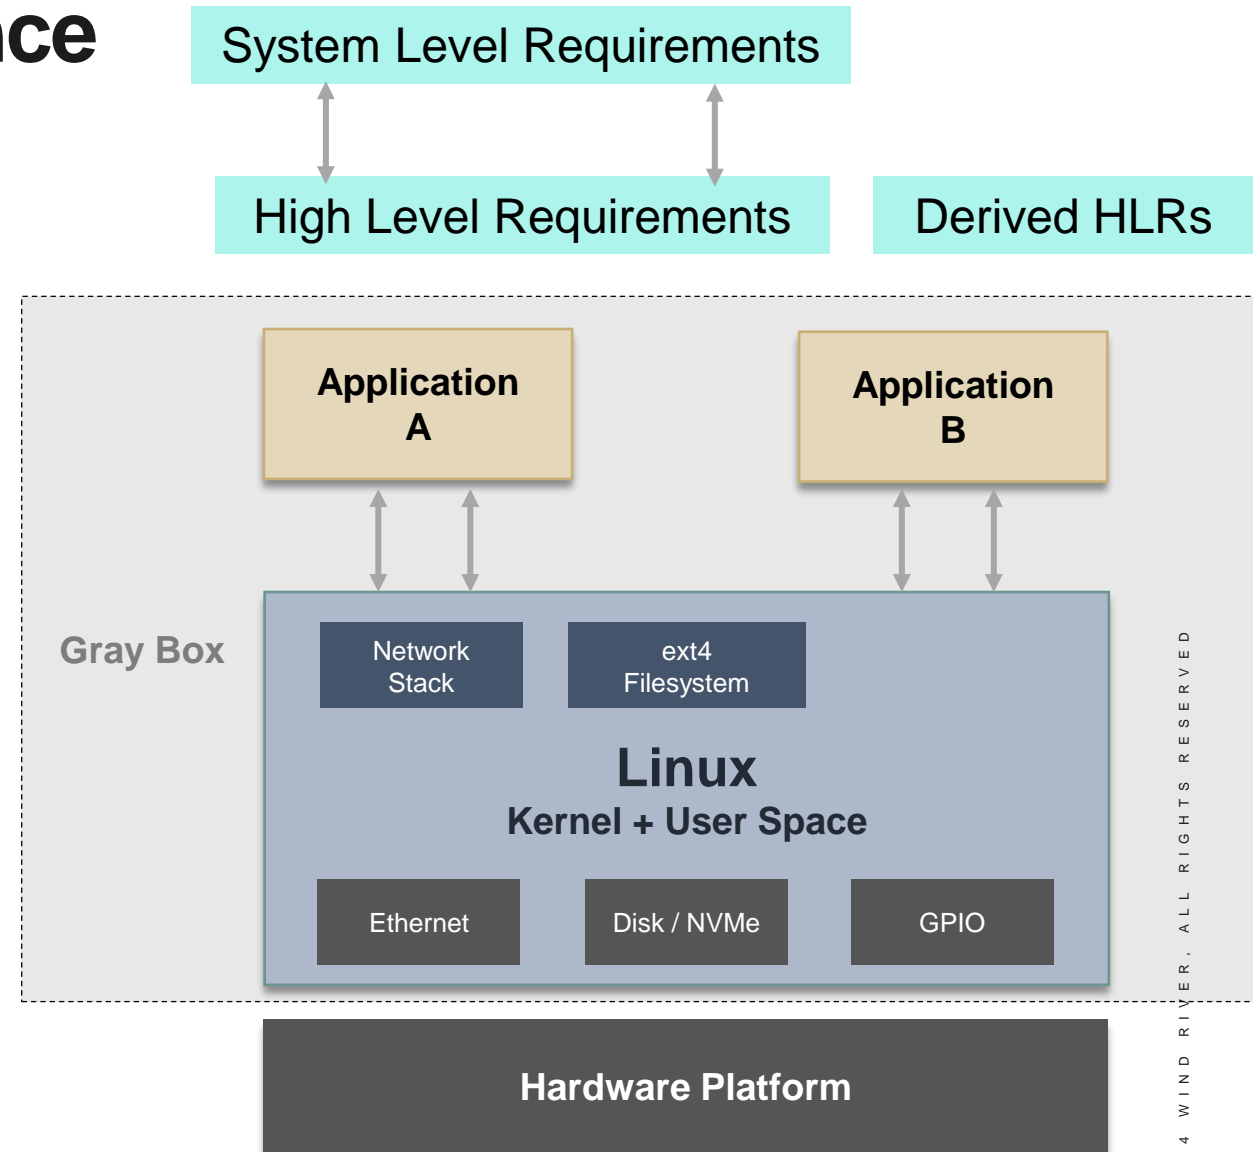 nce
System Level Requirements
High Level Requirements
Derived HLRs
Application
A
Application
B
Gray Box
Network
Stack
ext4
Filesystem
Linux
Kernel + User Space
Ethernet
Disk / NVMe
GPIO
Hardware Platform
4 WIND RIVER, ALL RIGHTS RESERVED